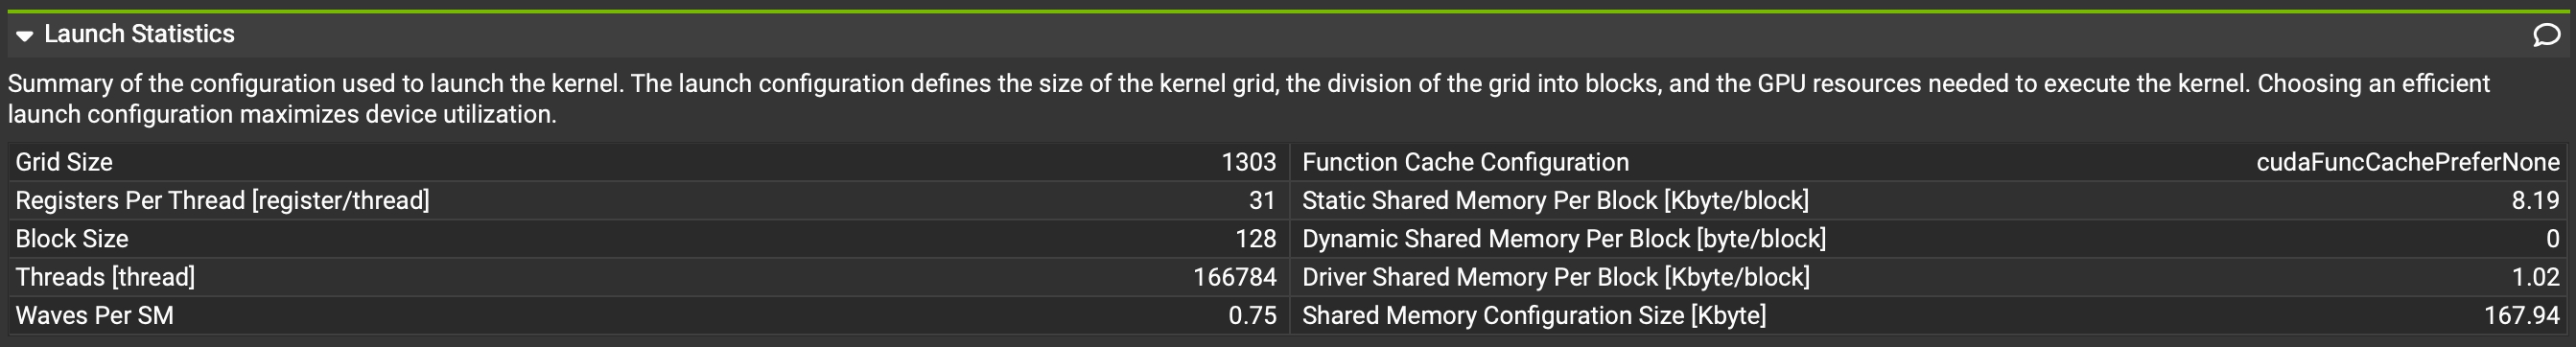 Launch Statistics
Summary of the configuration used to launch the kernel. The launch configuration defines the size of the kernel grid, the division of the grid into blocks, and the GPU resources needed to execute the kernel. Choosing an efficient
launch configuration maximizes device utilization.
Grid Size 1303 Function Cache Configuration cudaFuncCachePreferNone
Registers Per Thread [register/thread] 31 Static Shared Memory Per Block [Kbyte/block] 8.19
Block Size 128 Dynamic Shared Memory Per Block [byte/block] 0
Threads [thread] 166784 Driver Shared Memory Per Block [Kbyte/block] 1.02
Waves Per SM 0.75 Shared Memory Configuration Size [Kbyte] 167.94